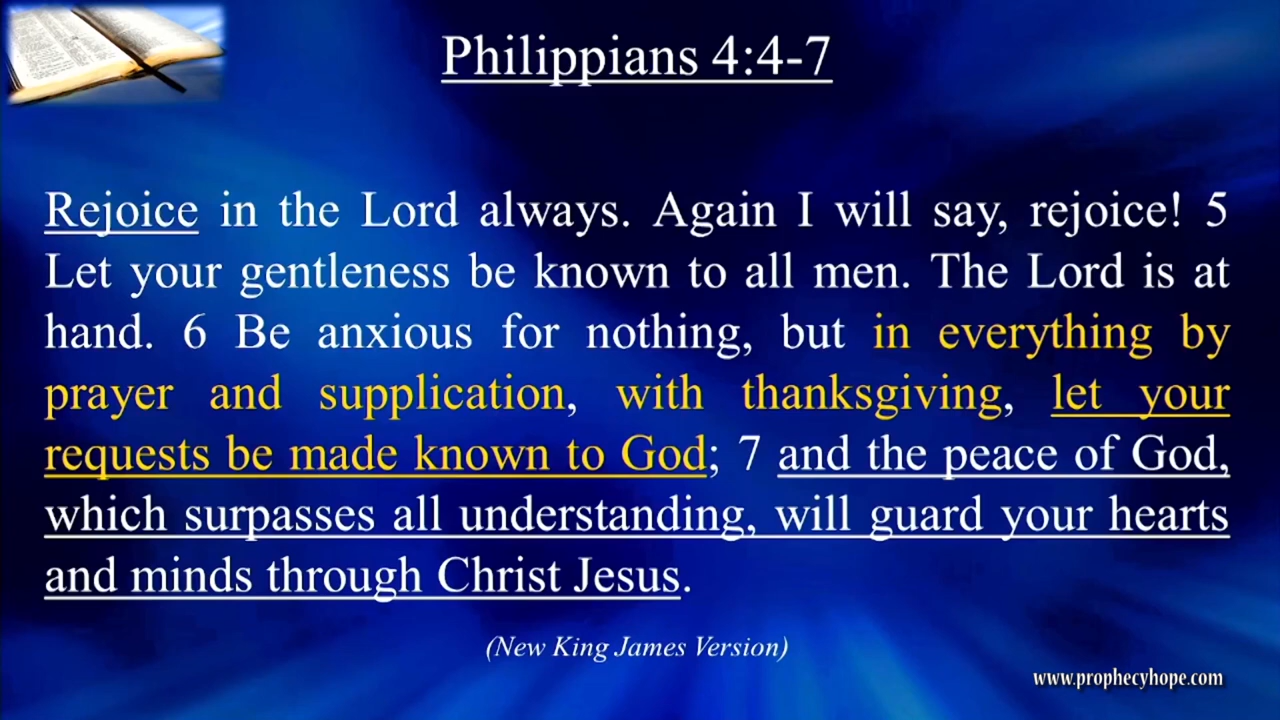 Philippians 4:4-7
Rejoice in the Lord always. Again I will say, rejoice! 5
Let your gentleness be known to all men. The Lord is at
hand. 6 Be anxious for nothing, but in everything by
prayer and supplication, with thanksgiving, let your
requests be made known to God; 7 and the peace of God,
which surpasses all understanding, will guard your hearts
and minds through Christ Jesus.
(New King James Version)
www.prophecyhope.com